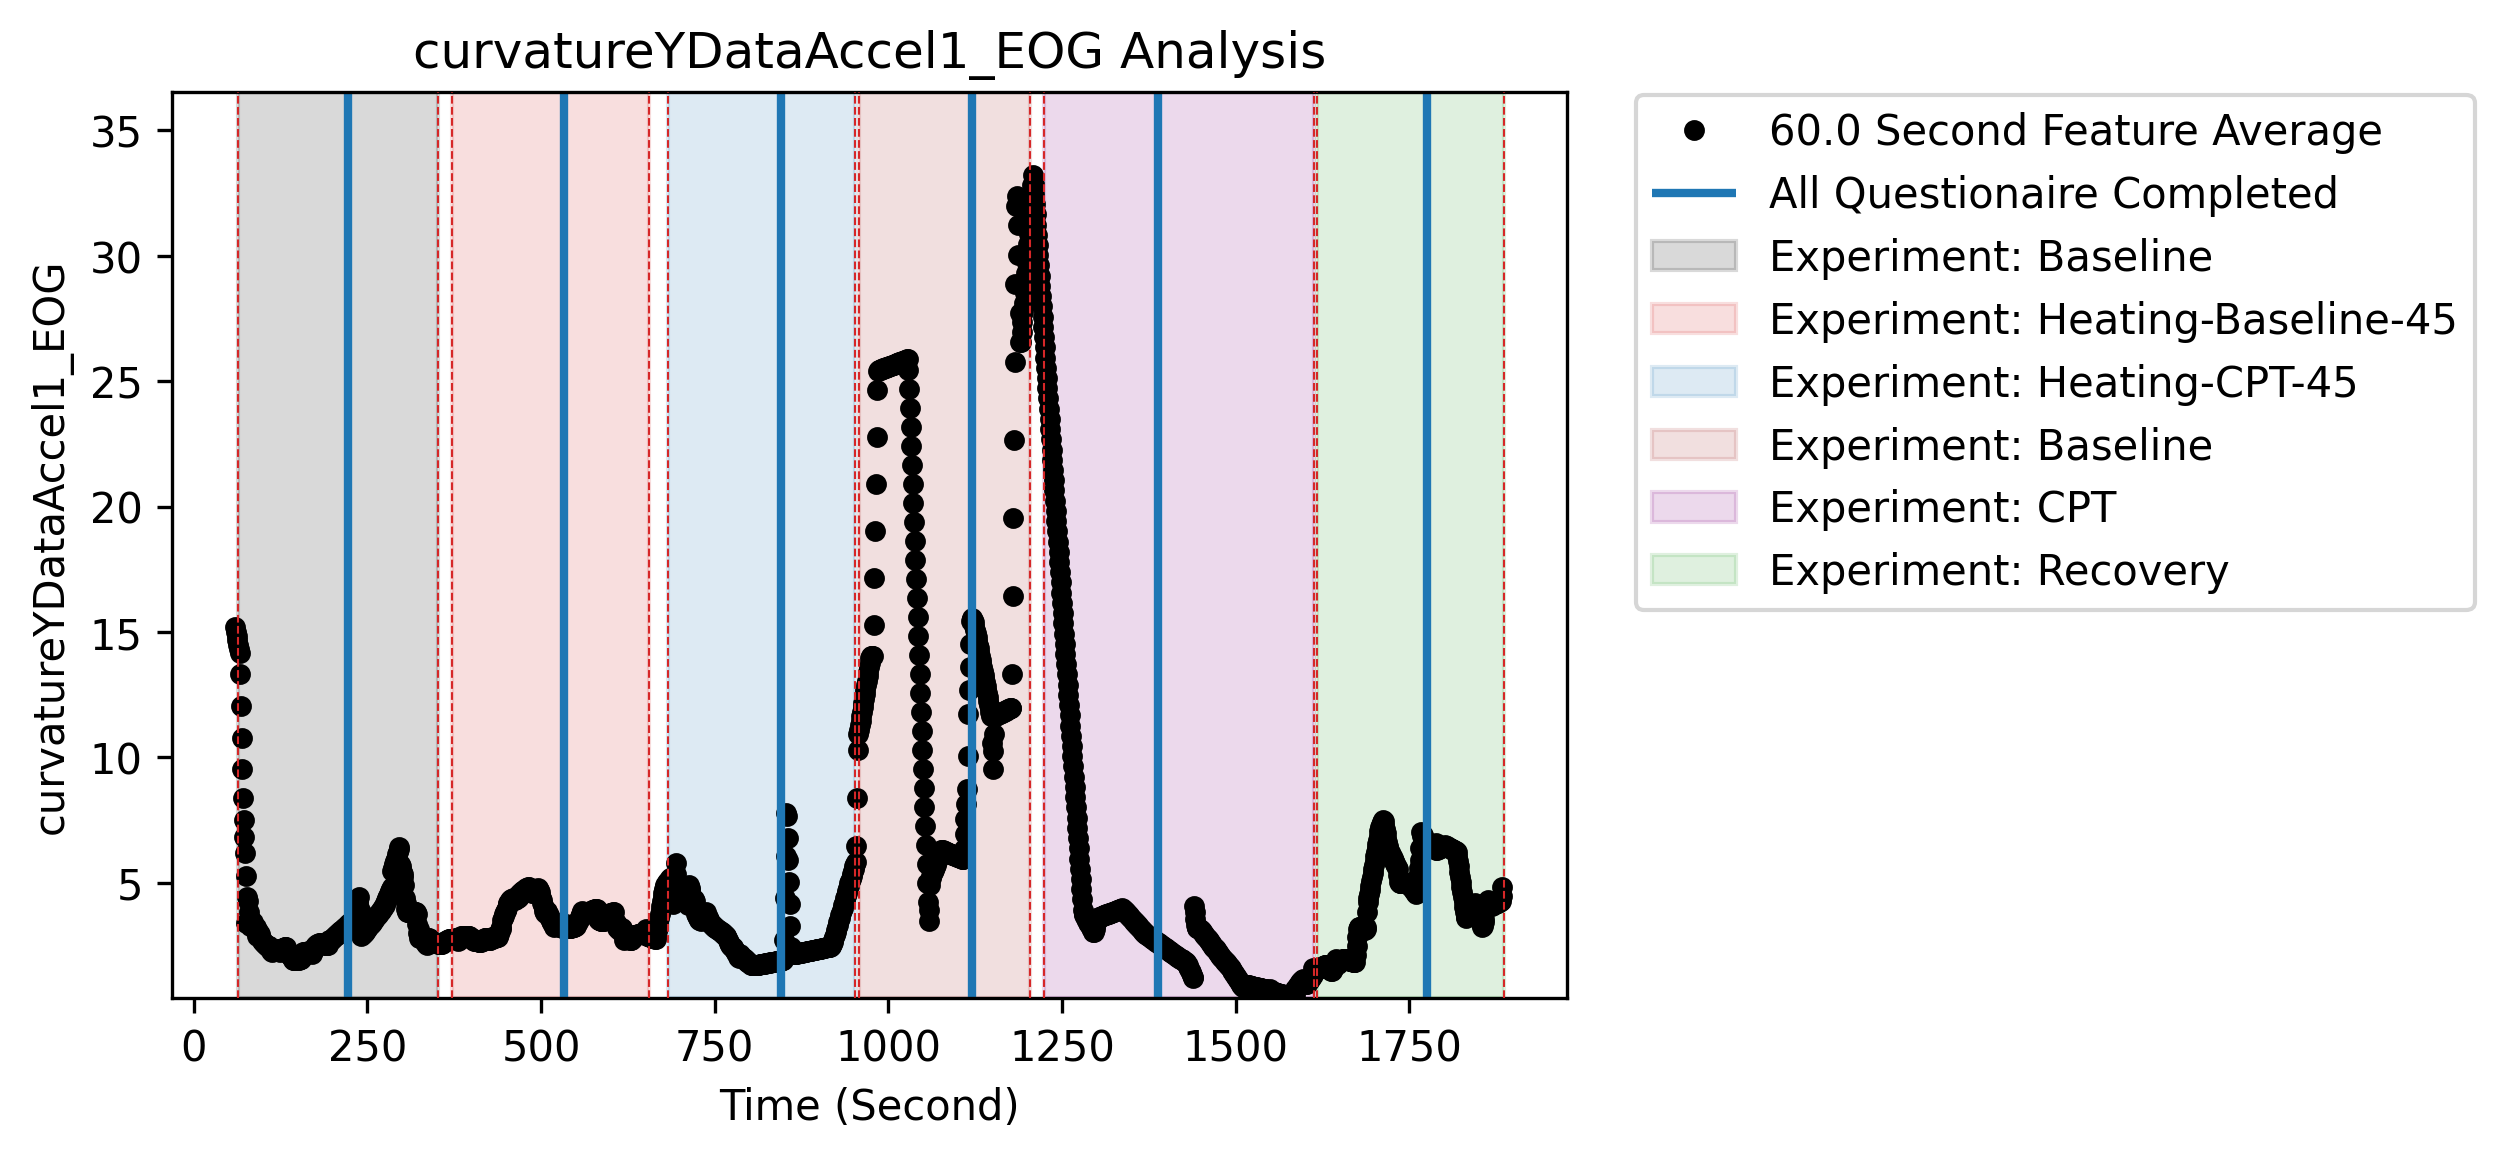 curvatureYDataAccel1_EOG Analysis
curvatureYDataAccel1_EOG
35
30
25
20
15
10
5
0
250
500
750
1000
1250
1500
1750
Time (Second)
60.0 Second Feature Average
All Questionaire Completed
Experiment: Baseline
Experiment: Heating-Baseline-45
Experiment: Heating-CPT-45
Experiment: Baseline
Experiment: CPT
Experiment: Recovery